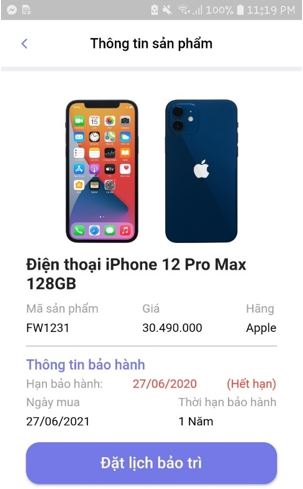 100% 11:19 PM
Thông tin sản phẩm
Điện thoại iPhone 12 Pro Max
128GB
Mã sản phẩm Giá Hãng
FW1231 30.490.000 Apple
Thông tin bảo hành
Hạn bảo hành: 27/06/2020 (Hết hạn)
Ngày mua Thời hạn bảo hành
27/06/2021 1 Năm
Đặt lịch bảo trì